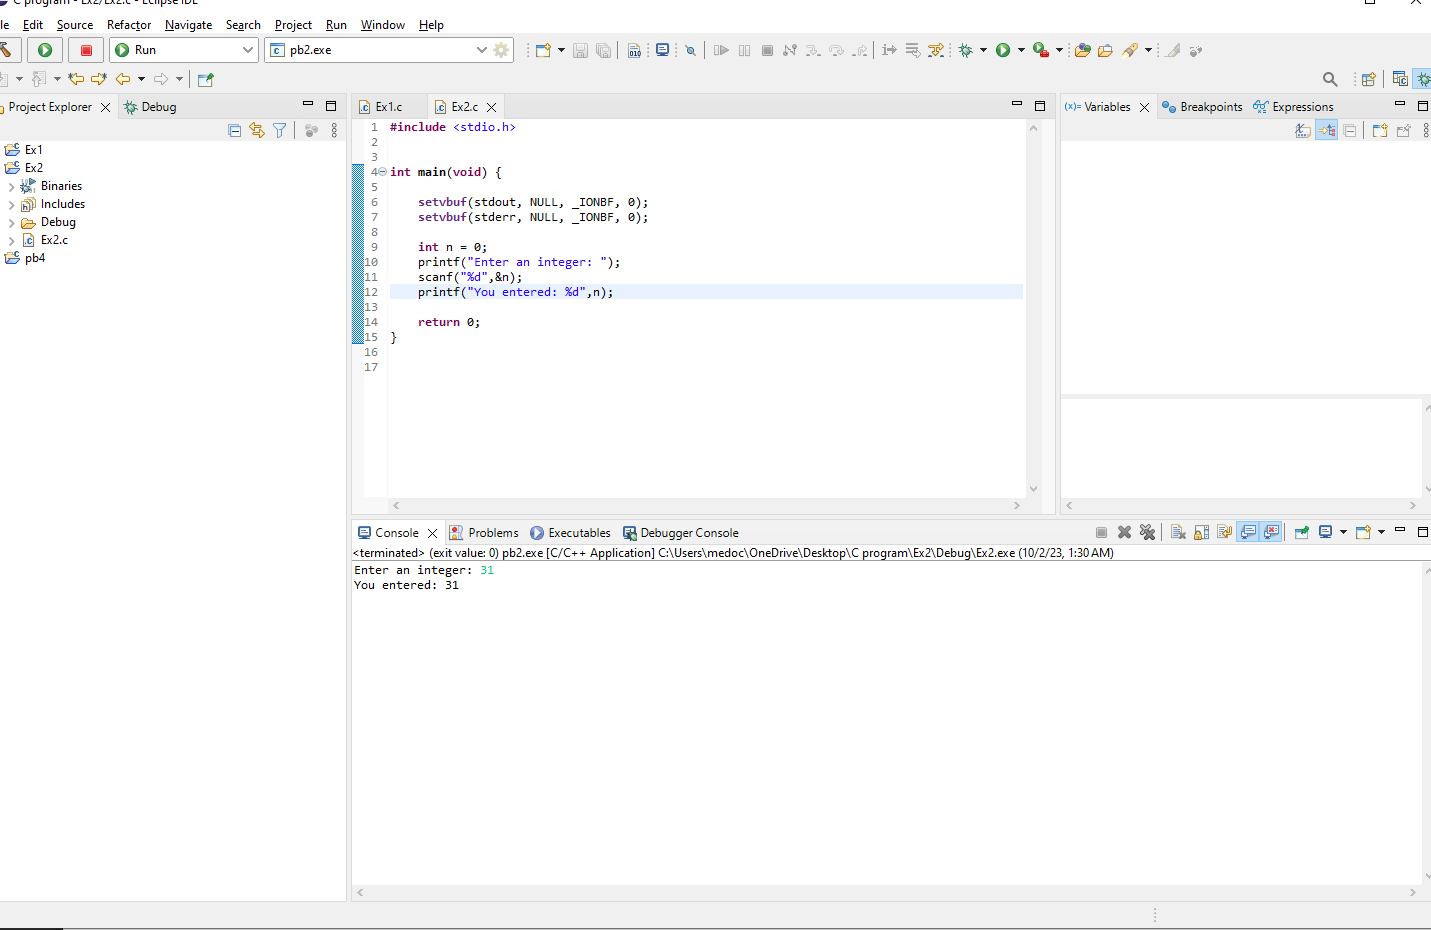 C program - Ex2/Ex2.c - Eclipse IDE
Edit Source Refactor Navigate Search Project Run Window Help
Run
pb2.exe
Project Explorer
Debug
Ex1
Ex2
Binaries
Includes
Debug
Ex2.c
pb4
Ex1.c
Ex2.c
1 #include <stdio.h>
2
3
4 int main(void) {
5
6 setvbuf(stdout, NULL, _IONBF, 0);
7 setvbuf(stderr, NULL, _IONBF, 0);
8
9 int n = 0;
10 printf("Enter an integer: ");
11 scanf("%d",&n);
12 printf("You entered: %d",n);
13
14 return 0;
15 }
16
17
(x)= Variables
Breakpoints
Expressions
Console
Problems
Executables
Debugger Console
<terminated> (exit value: 0) pb2.exe [C/C++ Application] C:\Users\medoc\OneDrive\Desktop\C program\Ex2\Debug\Ex2.exe (10/2/23, 1:30 AM)
Enter an integer: 31
You entered: 31